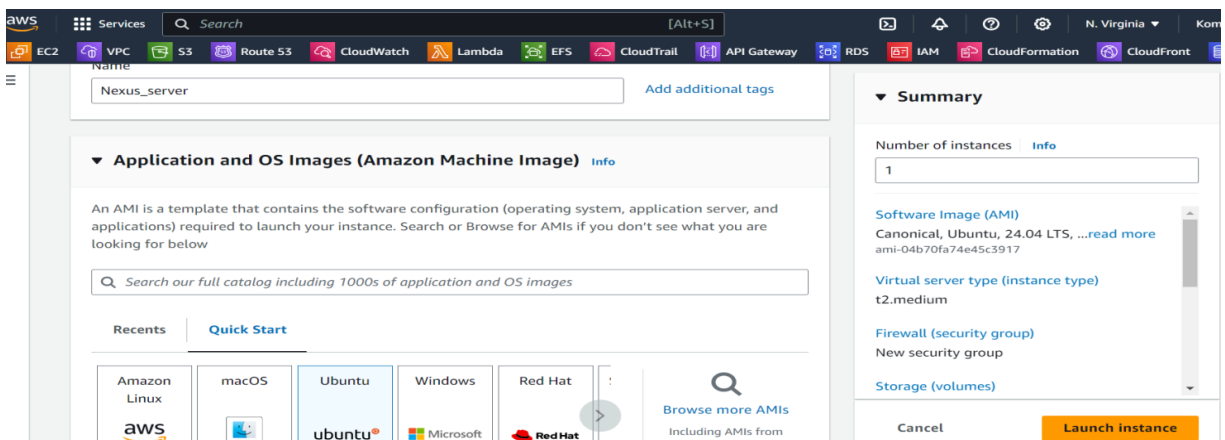 aws
Services
Search
[Alt+S]
N. Virginia
Kom
EC2 VPC S3 Route 53 CloudWatch Lambda EFS CloudTrail API Gateway RDS IAM CloudFormation CloudFront
Name
Nexus_server
Add additional tags
Application and OS Images (Amazon Machine Image) Info
An AMI is a template that contains the software configuration (operating system, application server, and
applications) required to launch your instance. Search or Browse for AMIs if you don't see what you are
looking for below
Search our full catalog including 1000s of application and OS images
Recents
Quick Start
Amazon
Linux
aws
macOS
Ubuntu
ubuntu®
Windows
Microsoft
Red Hat
Red Hat
Browse more AMIs
Including AMIs from
Summary
Number of instances Info
1
Software Image (AMI)
Canonical, Ubuntu, 24.04 LTS, ...read more
ami-04b70fa74e45c3917
Virtual server type (instance type)
t2.medium
Firewall (security group)
New security group
Storage (volumes)
Cancel
Launch instance